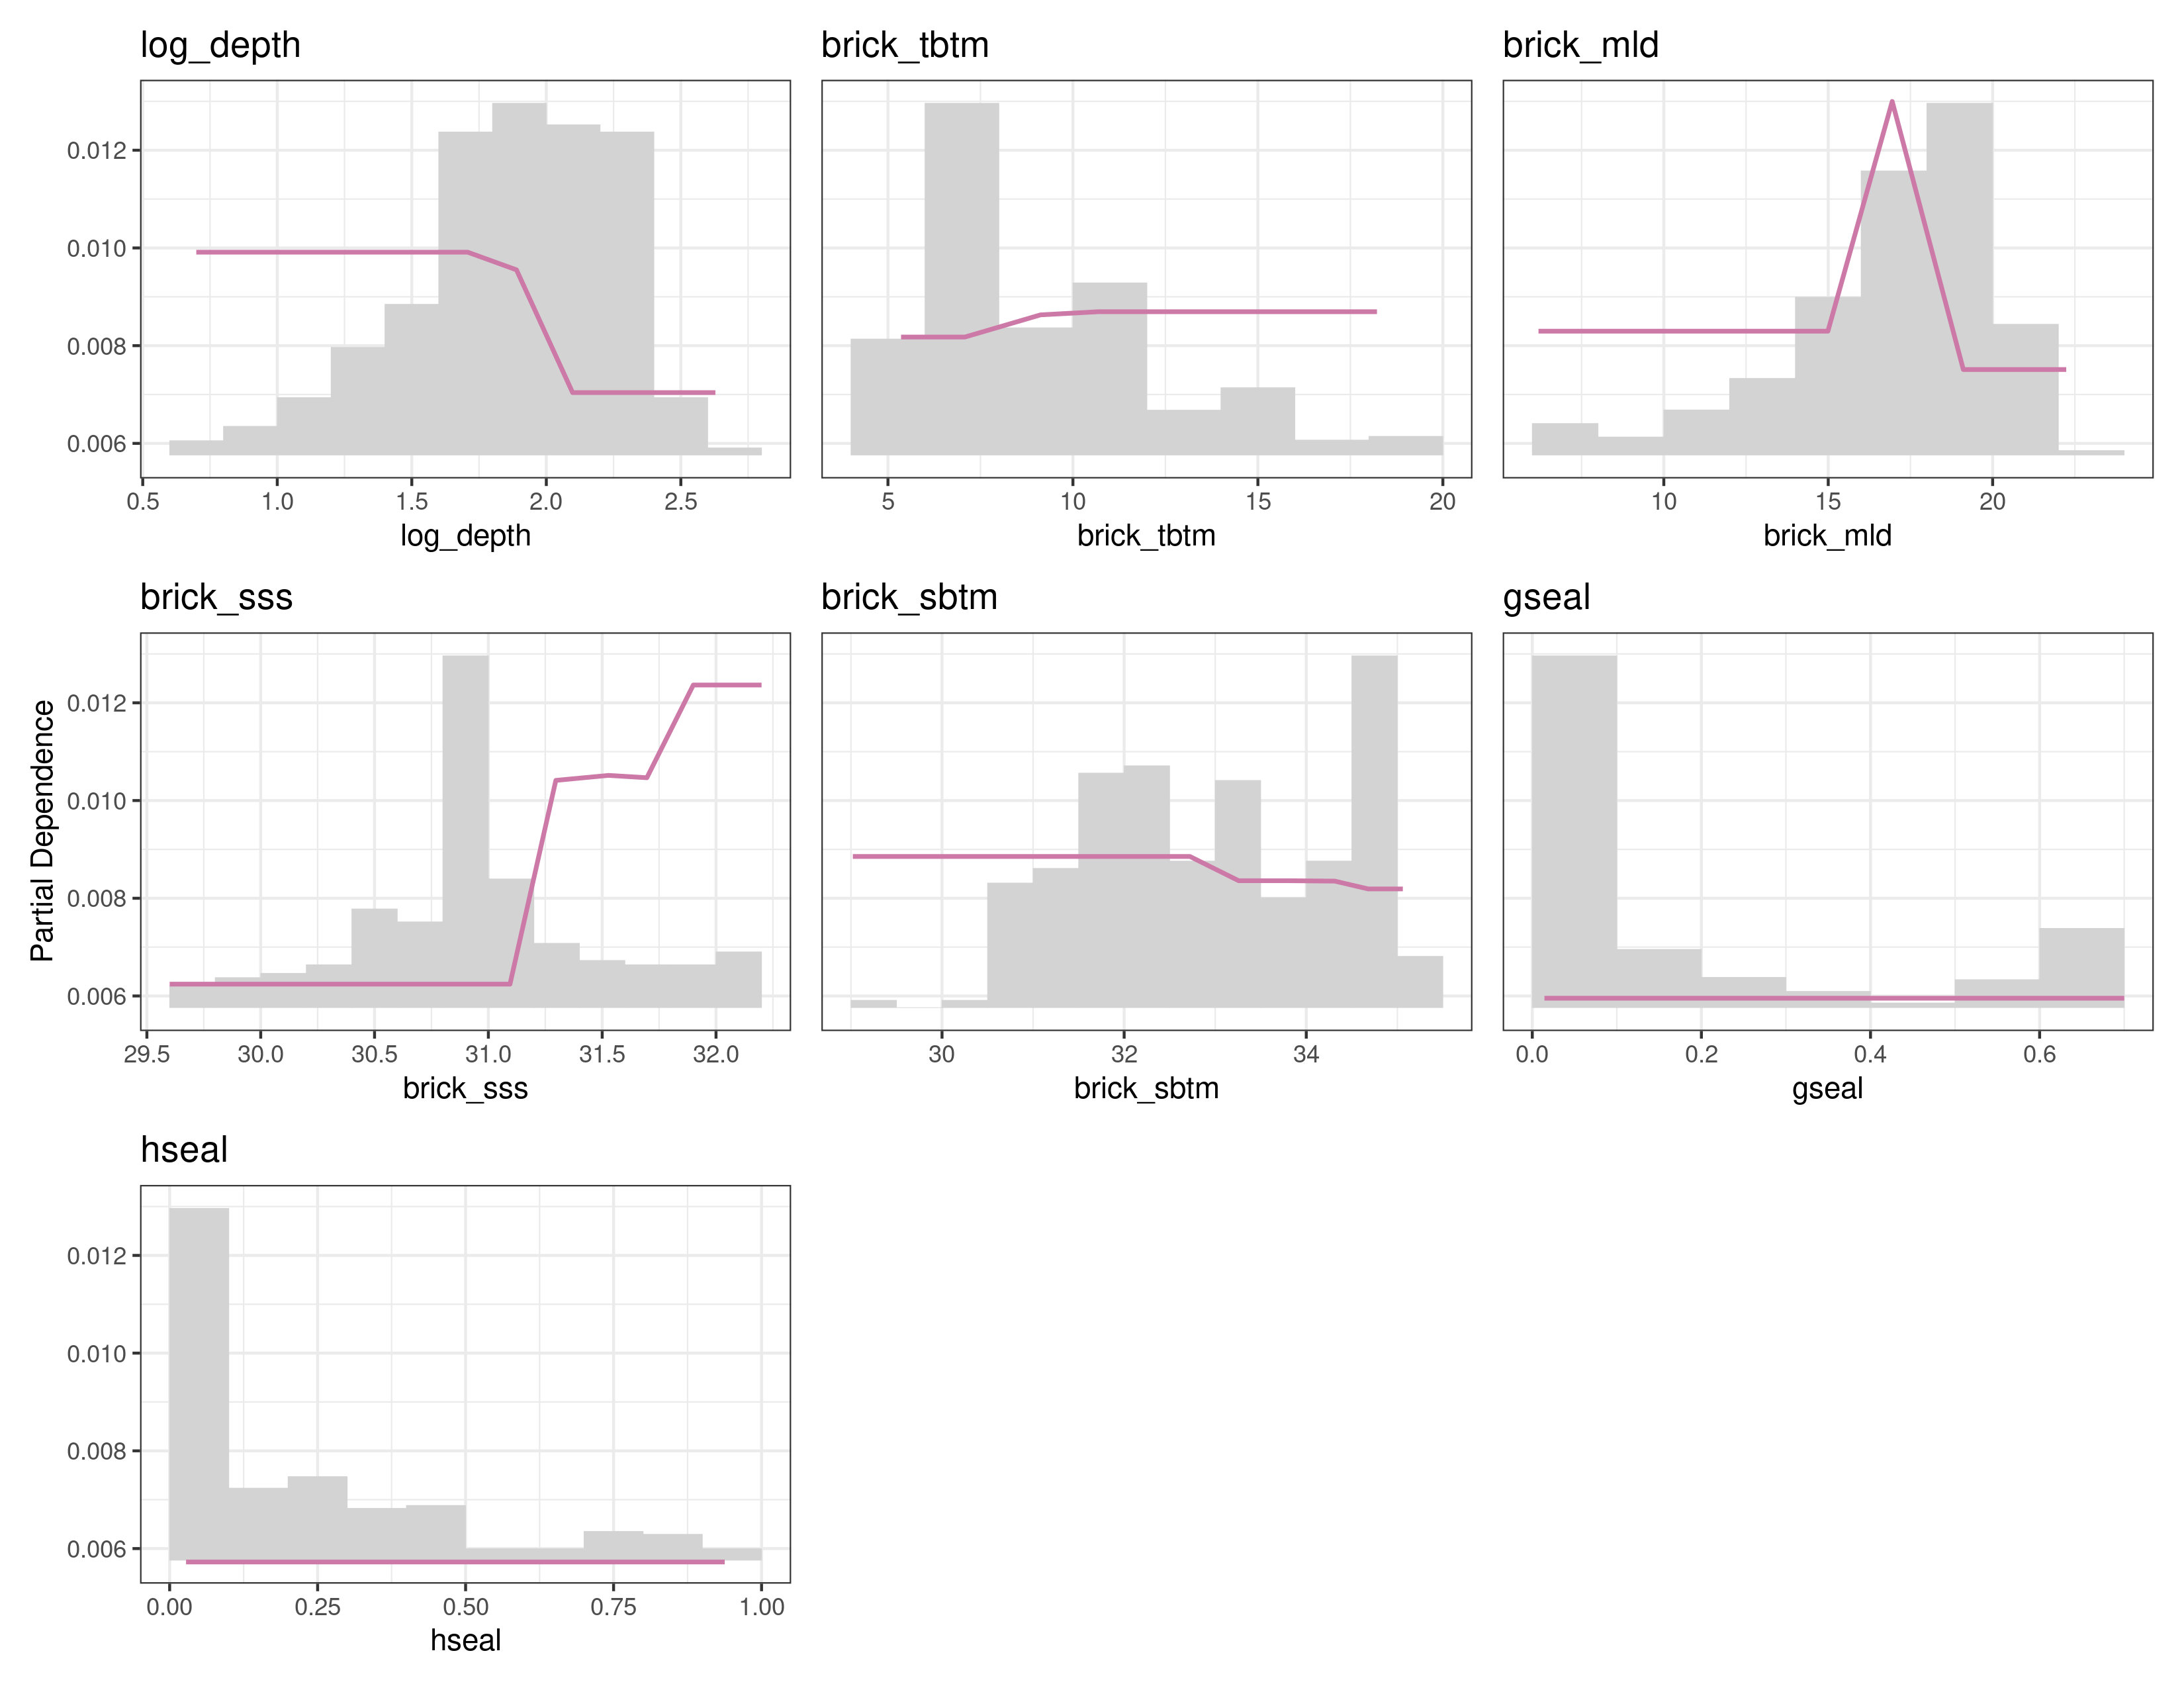 log_depth
brick_tbtm
brick_mld
0.012
0.010
0.008
0.006
0.5 1.0 1.5 2.0 2.5
5 10 15 20
10 15 20
log_depth
brick_tbtm
brick_mld
brick_sss
brick_sbtm
gseal
Partial Dependence
0.012
0.010
0.008
0.006
29.5 30.0 30.5 31.0 31.5 32.0
30 32 34
0.0 0.2 0.4 0.6
brick_sss
brick_sbtm
gseal
hseal
0.012
0.010
0.008
0.006
0.00 0.25 0.50 0.75 1.00
hseal